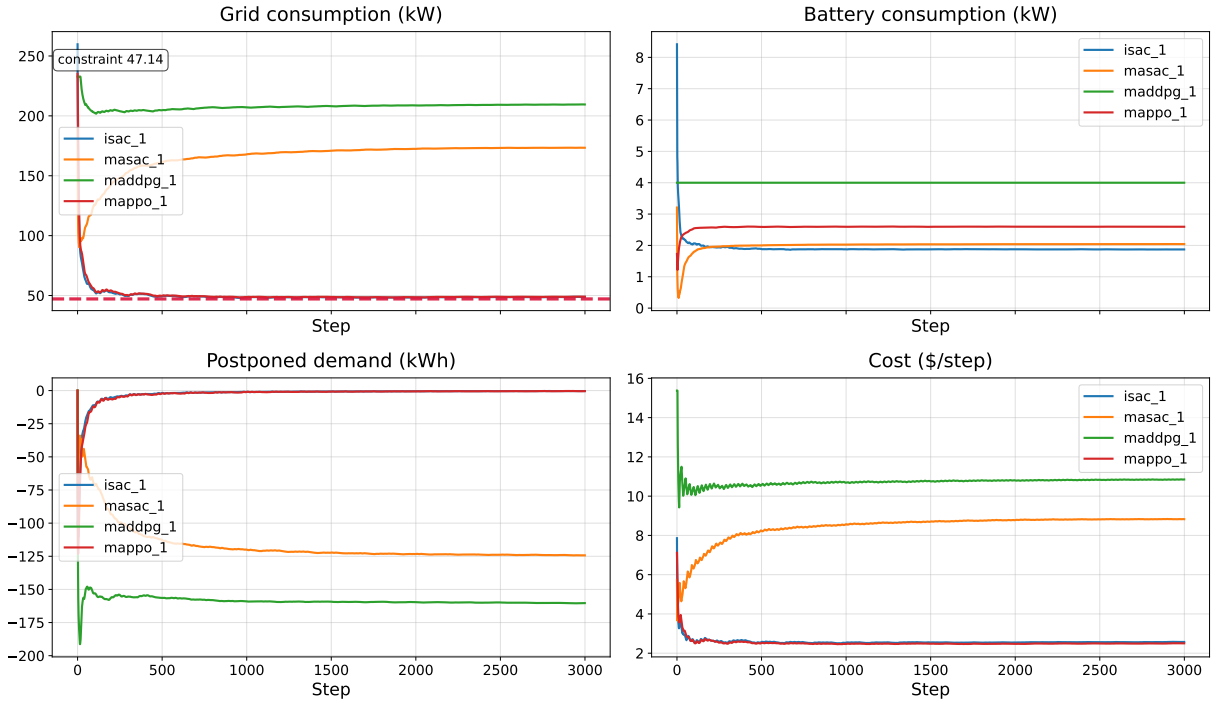 Grid consumption (kW)
250
200
150
100
50
constraint 47.14
isac_1
masac_1
maddpg_1
mappo_1
Step
Battery consumption (kW)
8
7
6
5
4
3
2
1
0
isac_1
masac_1
maddpg_1
mappo_1
Step
Postponed demand (kWh)
0
−25
−50
−75
−100
−125
−150
−175
−200
isac_1
masac_1
maddpg_1
mappo_1
0 500 1000 1500 2000 2500 3000
Step
Cost ($/step)
16
14
12
10
8
6
4
2
isac_1
masac_1
maddpg_1
mappo_1
0 500 1000 1500 2000 2500 3000
Step